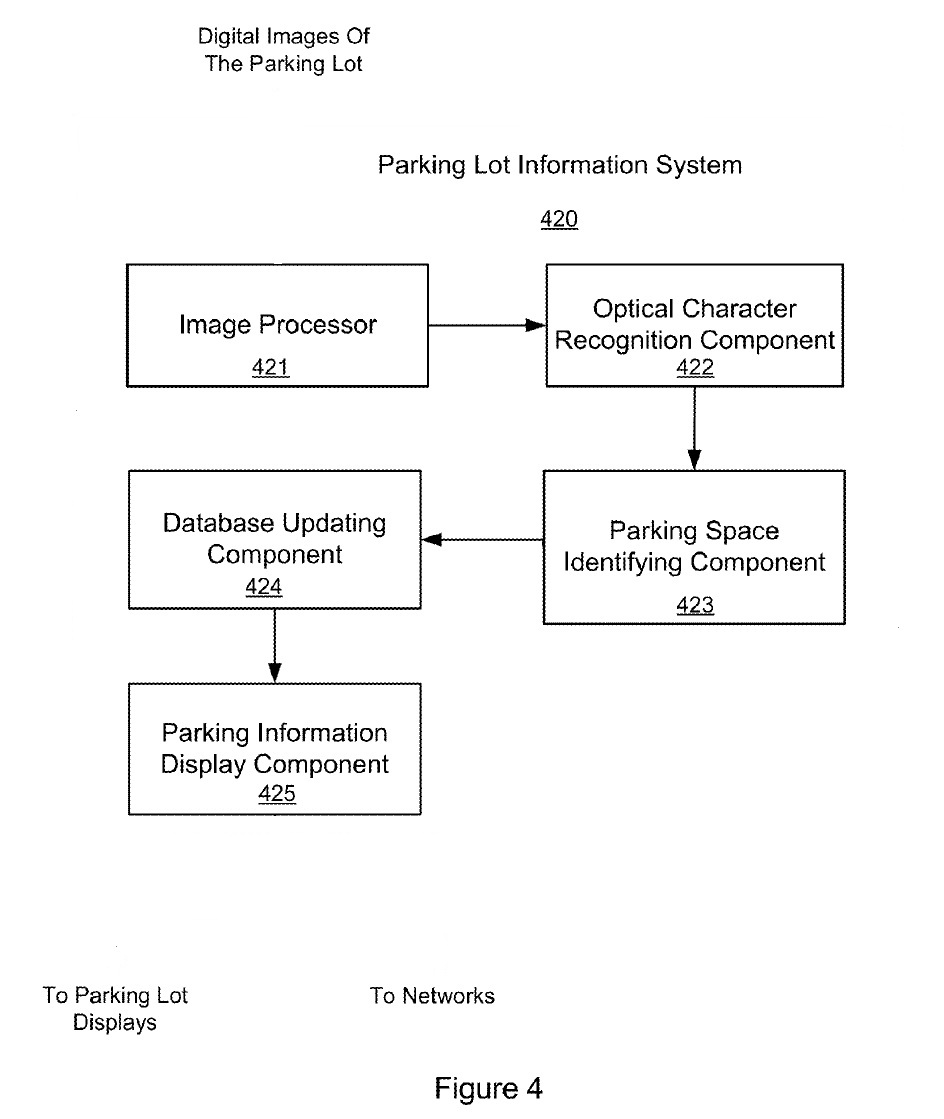 Digital Images Of
The Parking Lot
Parking Lot Information System
420
Image Processor
421
Optical Character
Recognition Component
422
Database Updating
Component
424
Parking Space
Identifying Component
423
Parking Information
Display Component
425
To Parking Lot
Displays
To Networks
Figure 4